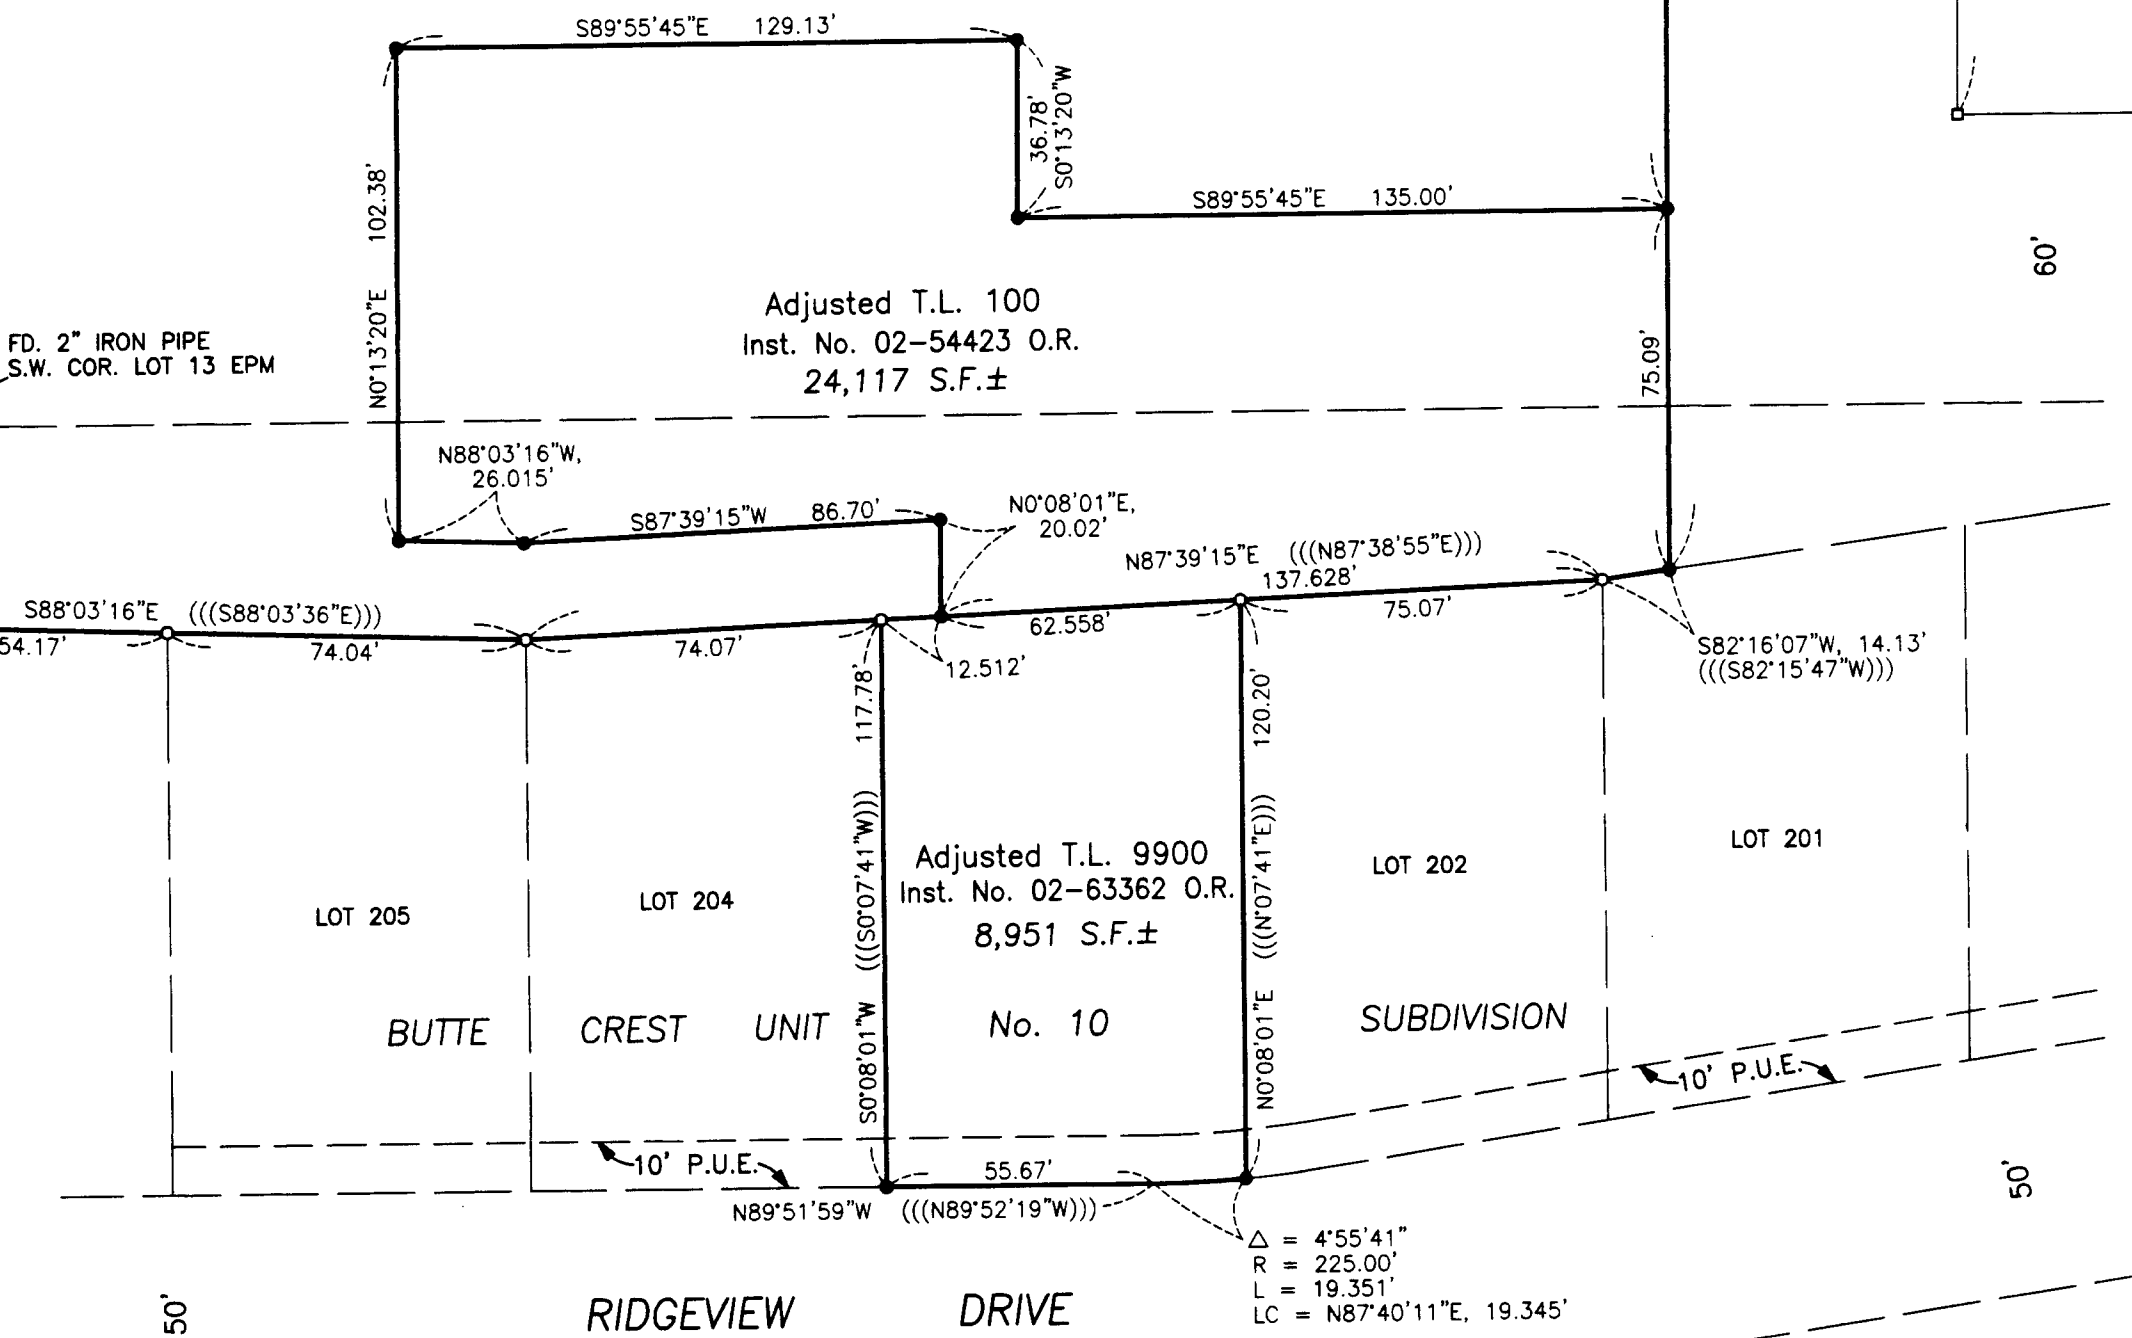 S89°55'45"E 129.13'
36.78'
S0°13'20"W
S89°55'45"E 135.00'
N0°13'20"E 102.38'
60'
Adjusted T.L. 100
Inst. No. 02-54423 O.R.
24,117 S.F.±
FD. 2" IRON PIPE
S.W. COR. LOT 13 EPM
75.09'
N88°03'16"W,
26.015'
S87°39'15"W 86.70'
N0°08'01"E,
20.02'
N87°39'15"E (((N87°38'55"E)))
137.628'
S88°03'16"E (((S88°03'36"E)))
54.17'
74.04'
74.07'
12.512'
62.558'
75.07'
S82°16'07"W, 14.13'
(((S82°15'47"W)))
117.78'
120.20'
S0°08'01"W (((S0°07'41"W)))
N0°08'01"E (((N°07'41"E)))
Adjusted T.L. 9900
Inst. No. 02-63362 O.R.
8,951 S.F.±
LOT 205
LOT 204
LOT 202
LOT 201
BUTTE CREST UNIT No. 10 SUBDIVISION
10' P.U.E.
10' P.U.E.
55.67'
N89°51'59"W (((N89°52'19"W)))
△ = 4°55'41"
R = 225.00'
L = 19.351'
LC = N87°40'11"E, 19.345'
50'
50'
RIDGEVIEW DRIVE